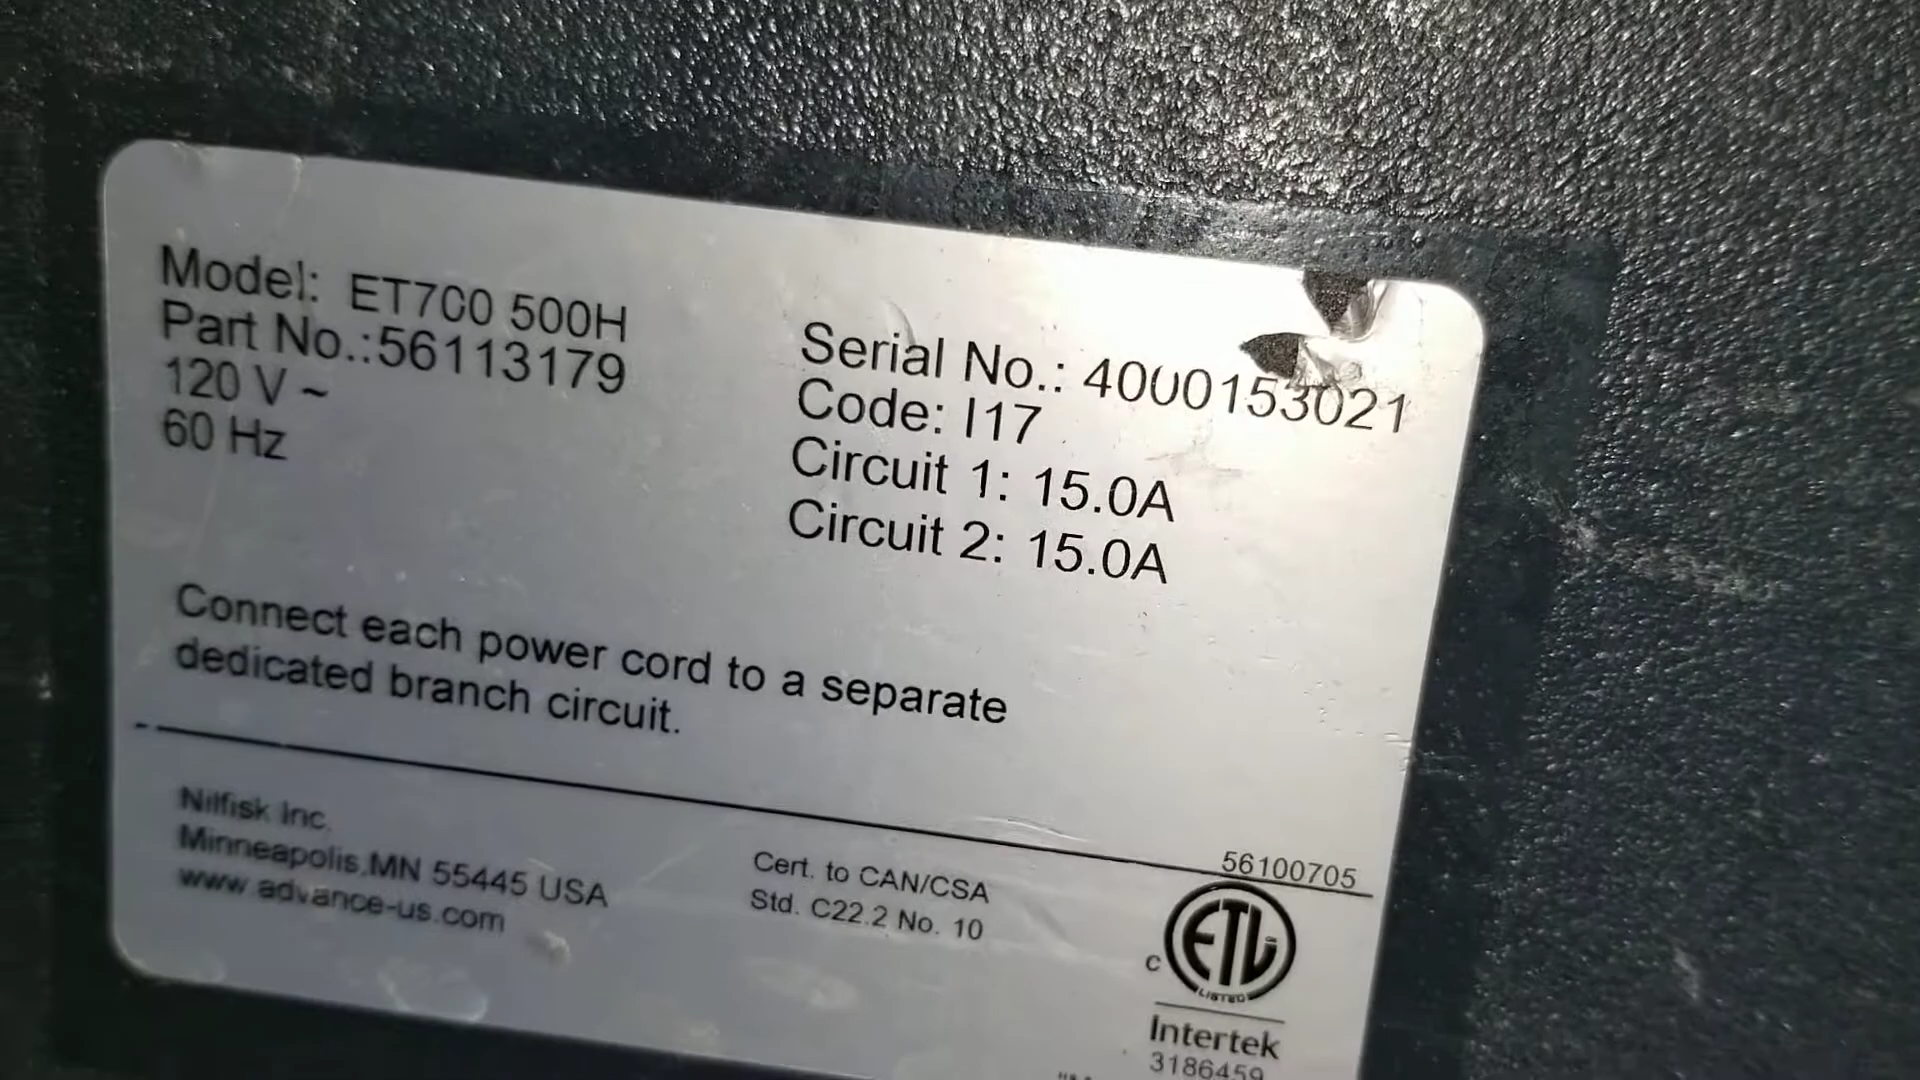 Model: ET700 500H
Part No.:56113179
120 V ~
60 Hz
Serial No.: 4000153021
Code: I17
Circuit 1: 15.0A
Circuit 2: 15.0A
Connect each power cord to a separate
dedicated branch circuit.
Nilfisk Inc.
Minneapolis,MN 55445 USA
www.advance-us.com
Cert. to CAN/CSA
Std. C22.2 No. 10
56100705
ETL
C
LISTED
Intertek
3186459